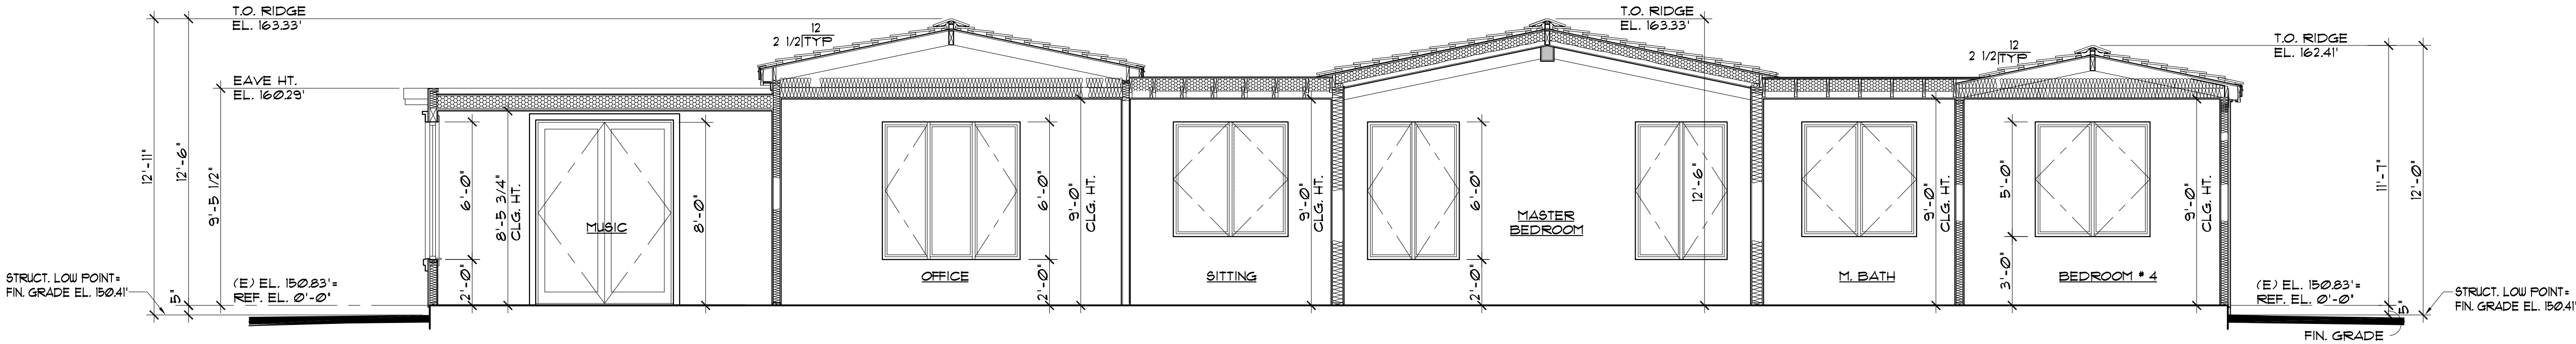 T.O. RIDGE
EL. 163.33'
12
2 1/2 TYP
T.O. RIDGE
EL. 163.33'
12
2 1/2 TYP
T.O. RIDGE
EL. 162.41'
EAVE HT.
EL. 160.29'
12'-11"
12'-6"
9'-5 1/2"
6'-0"
8'-5 3/4"
CLG. HT.
8'-0"
MUSIC
6'-0"
9'-0"
CLG. HT.
OFFICE
9'-0"
CLG. HT.
SITTING
6'-0"
MASTER
BEDROOM
12'-6"
9'-0"
CLG. HT.
M. BATH
5'-0"
9'-0"
CLG. HT.
BEDROOM # 4
11'-7"
12'-0"
STRUCT. LOW POINT=
FIN. GRADE EL. 150.41'
5"
(E) EL. 150.83'=
REF. EL. 0'-0"
2'-0"
2'-0"
2'-0"
3'-0"
(E) EL. 150.83'=
REF. EL. 0'-0"
5"
STRUCT. LOW POINT=
FIN. GRADE EL. 150.41'
FIN. GRADE